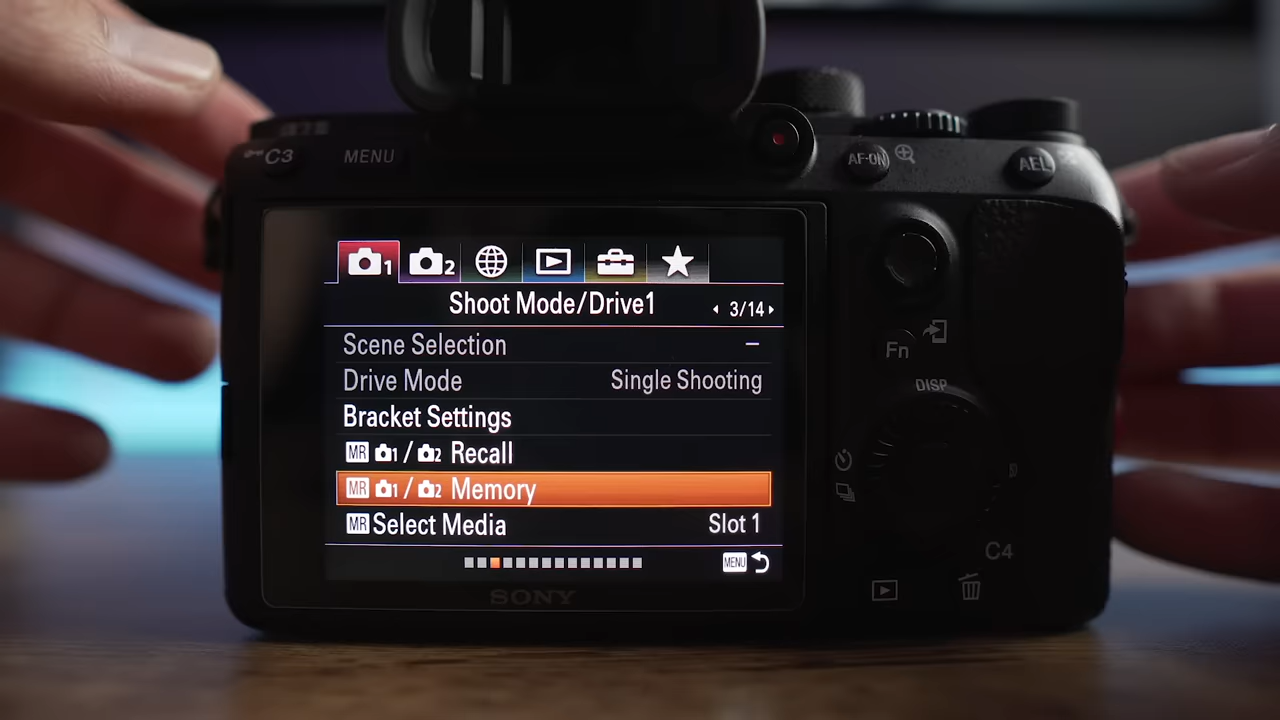 C3
MENU
AF-ON
AEL
1
2
Shoot Mode/Drive1
3/14
Scene Selection –
Drive Mode Single Shooting
Bracket Settings
MR 1 / 2 Recall
MR 1 / 2 Memory
MR Select Media Slot 1
MENU
SONY
Fn
DISP
C4